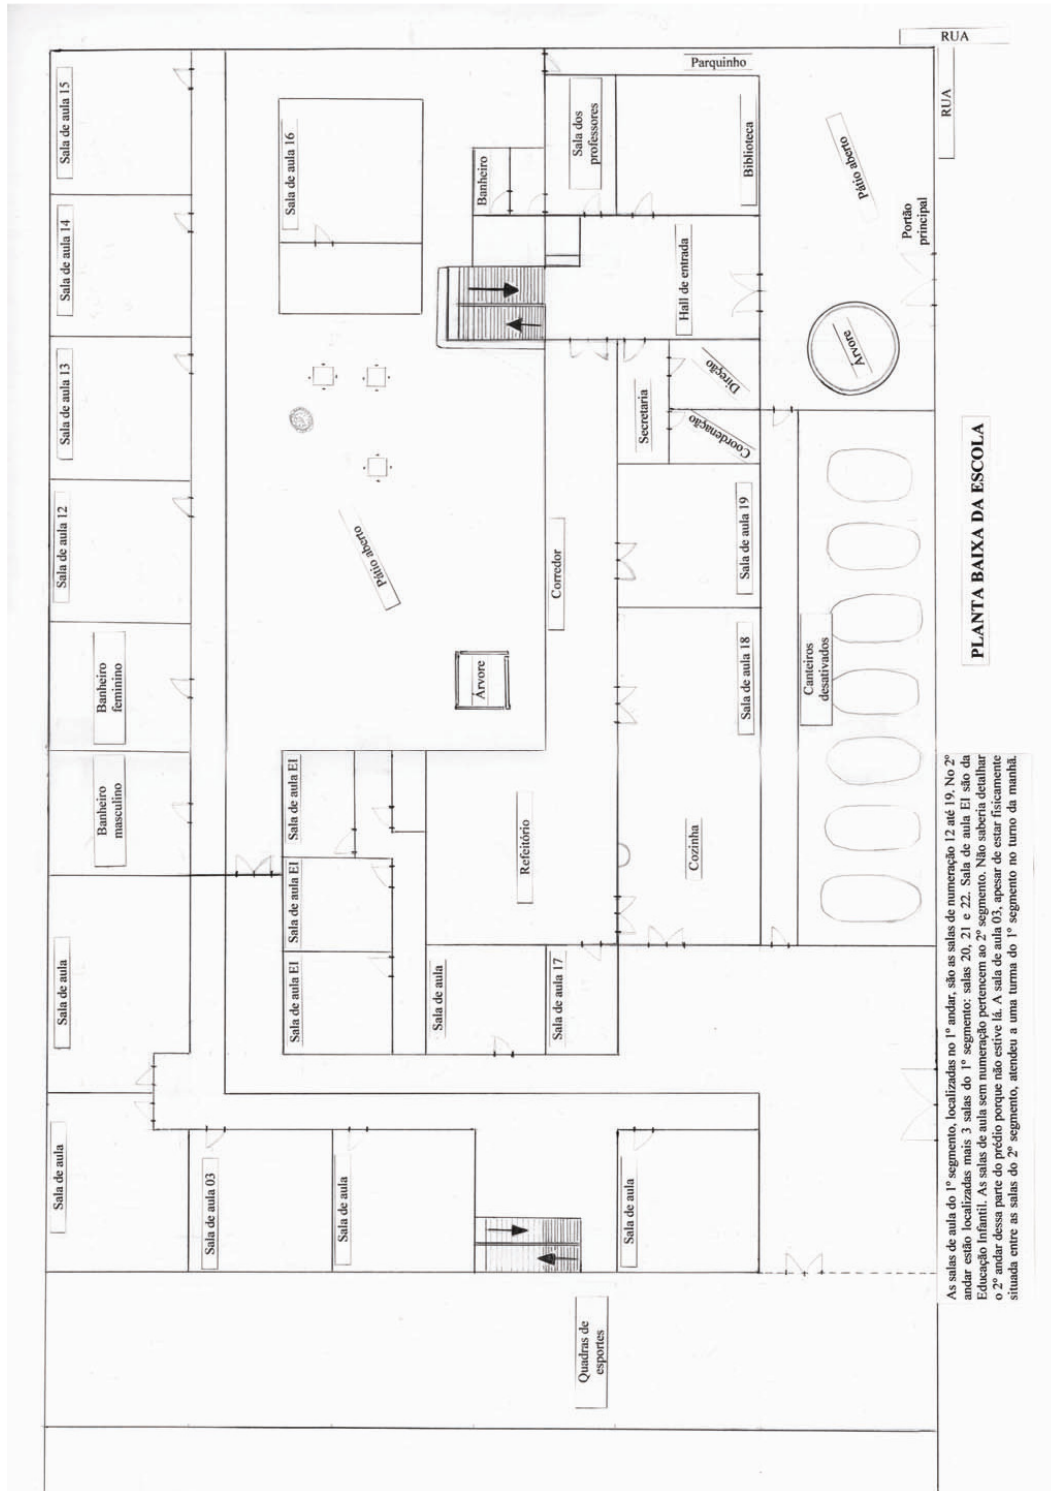 Sala de aula
Sala de aula
Banheiro
masculino
Banheiro
feminino
Sala de aula 12
Sala de aula 13
Sala de aula 14
Sala de aula 15
Sala de aula 03
Sala de aula EI
Sala de aula EI
Sala de aula EI
Sala de aula 16
Sala de aula
Pátio aberto
Sala de aula
Árvore
Banheiro
Refeitório
Sala de aula 17
Corredor
Quadras de
esportes
Sala dos
professores
Sala de aula
Secretaria
Cozinha
Hall de entrada
Coordenação
Direção
Parquinho
Sala de aula 18
Sala de aula 19
Biblioteca
Canteiros
desativados
Árvore
Pátio aberto
Portão
principal
RUA
RUA
PLANTA BAIXA DA ESCOLA
As salas de aula do 1º segmento, localizadas no 1º andar, são as salas de numeração 12 até 19. No 2º
andar estão localizadas mais 3 salas do 1º segmento: salas 20, 21 e 22. Sala de aula EI são da
Educação Infantil. As salas de aula sem numeração pertencem ao 2º segmento. Não saberia detalhar
o 2º andar dessa parte do prédio porque não estive lá. A sala de aula 03, apesar de estar fisicamente
situada entre as salas do 2º segmento, atendeu a uma turma do 1º segmento no turno da manhã.